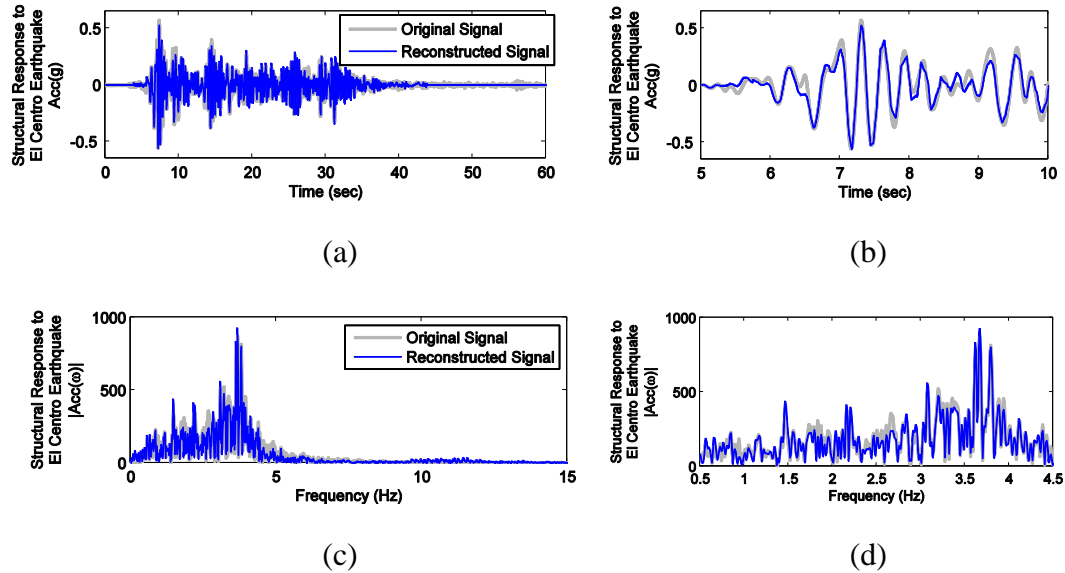 Structural Response to
El Centro Earthquake
Acc(g)
0.5
0
-0.5
Original Signal
Reconstructed Signal
0 10 20 30 40 50 60
Time (sec)
(a)
Structural Response to
El Centro Earthquake
Acc(g)
0.5
0
-0.5
5 6 7 8 9 10
Time (sec)
(b)
Structural Response to
El Centro Earthquake
|Acc(ω)|
1000
500
0
Original Signal
Reconstructed Signal
0 5 10 15
Frequency (Hz)
(c)
Structural Response to
El Centro Earthquake
|Acc(ω)|
1000
500
0
0.5 1 1.5 2 2.5 3 3.5 4 4.5
Frequency (Hz)
(d)